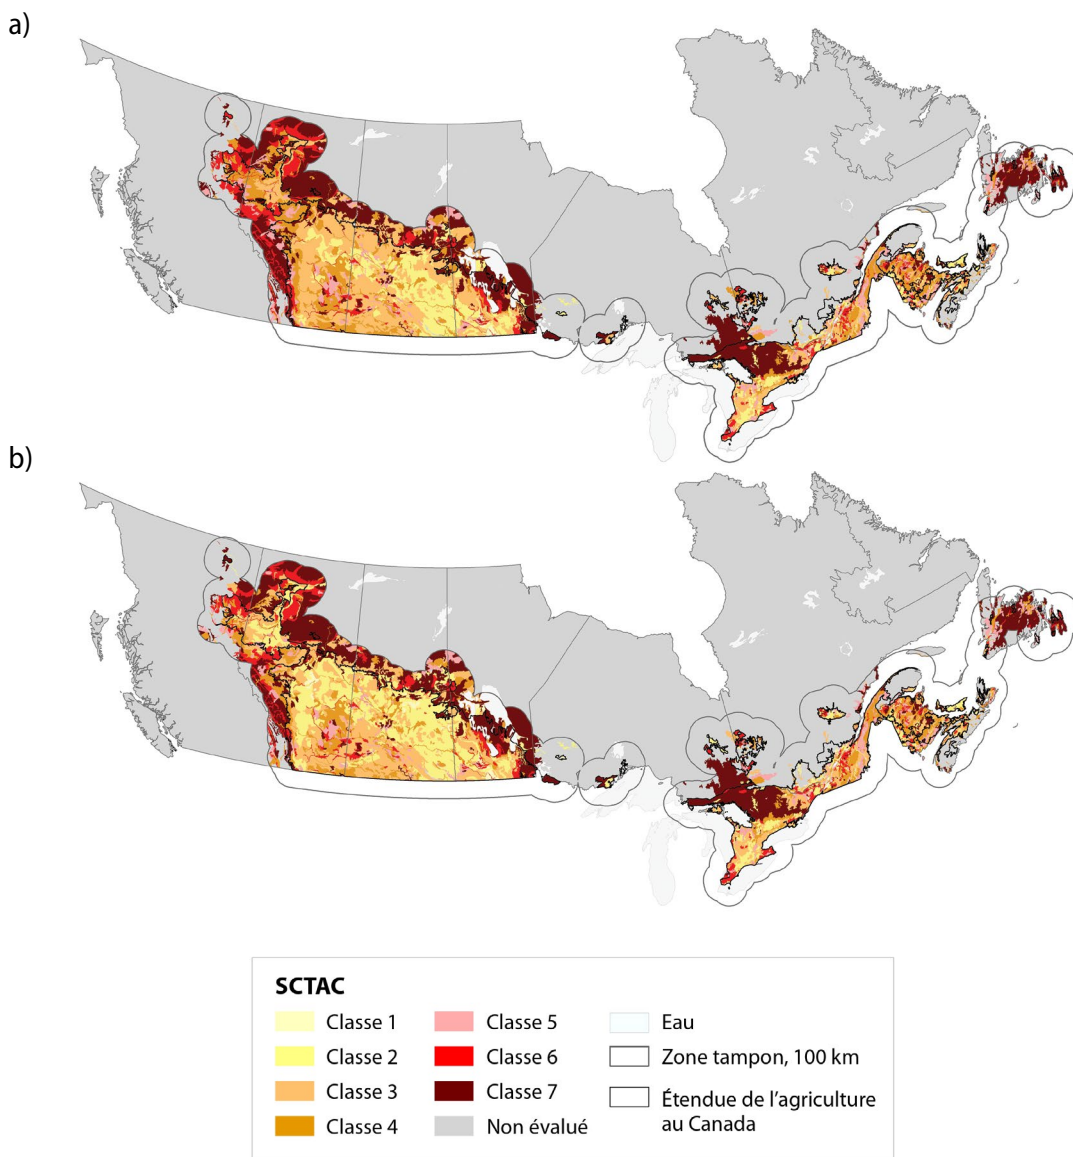 a)
b)
SCTAC
Classe 1
Classe 2
Classe 3
Classe 4
Classe 5
Classe 6
Classe 7
Non évalué
Eau
Zone tampon, 100 km
Étendue de l'agriculture
au Canada